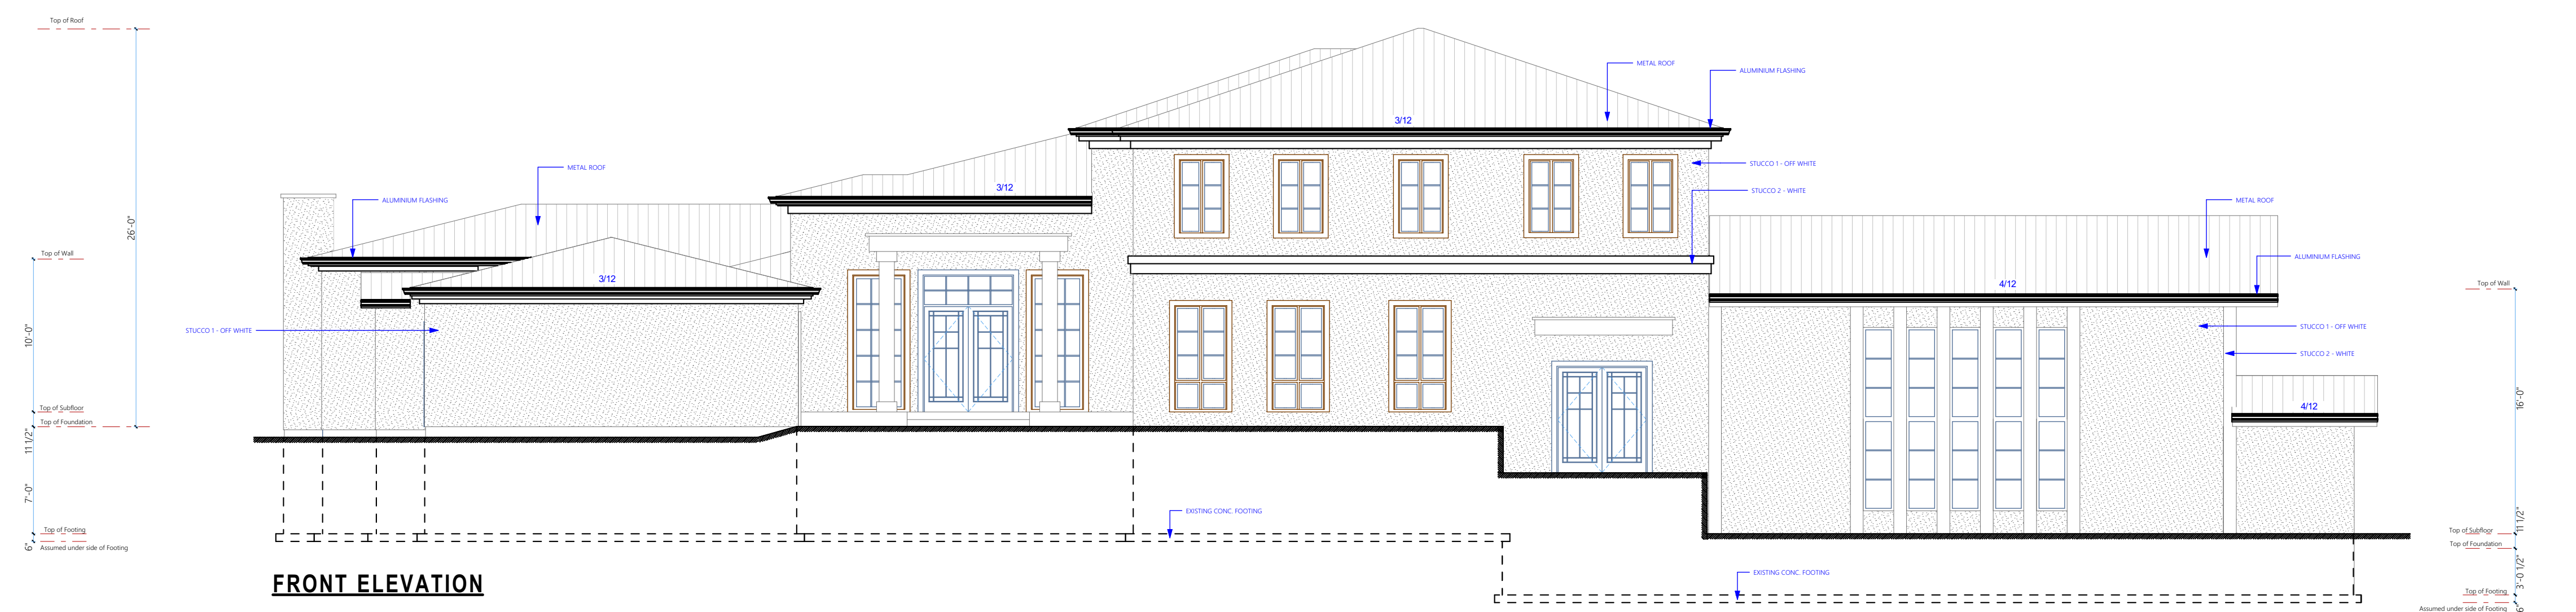 Top of Roof
METAL ROOF
ALUMINIUM FLASHING
3/12
STUCCO 1 - OFF WHITE
METAL ROOF
3/12
STUCCO 2 - WHITE
ALUMINIUM FLASHING
METAL ROOF
26'-0"
Top of Wall
ALUMINIUM FLASHING
3/12
4/12
Top of Wall
STUCCO 1 - OFF WHITE
STUCCO 1 - OFF WHITE
10'-0"
STUCCO 2 - WHITE
16'-0"
Top of Subfloor
4/12
Top of Foundation
11 1/2"
7'-0"
EXISTING CONC. FOOTING
11 1/2"
Top of Footing
Top of Subfloor
6"
Assumed under side of Footing
Top of Foundation
EXISTING CONC. FOOTING
3'-0 1/2"
FRONT ELEVATION
Top of Footing
6"
Assumed under side of Footing